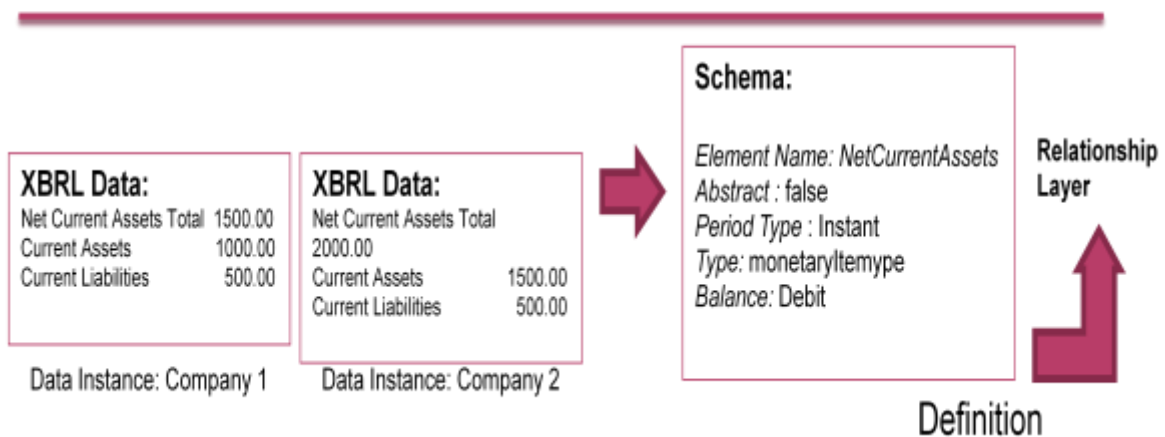 XBRL Data:
Net Current Assets Total 1500.00
Current Assets 1000.00
Current Liabilities 500.00
Data Instance: Company 1
XBRL Data:
Net Current Assets Total
2000.00
Current Assets 1500.00
Current Liabilities 500.00
Data Instance: Company 2
Schema:
Element Name: NetCurrentAssets
Abstract : false
Period Type : Instant
Type: monetaryItemype
Balance: Debit
Relationship
Layer
Definition